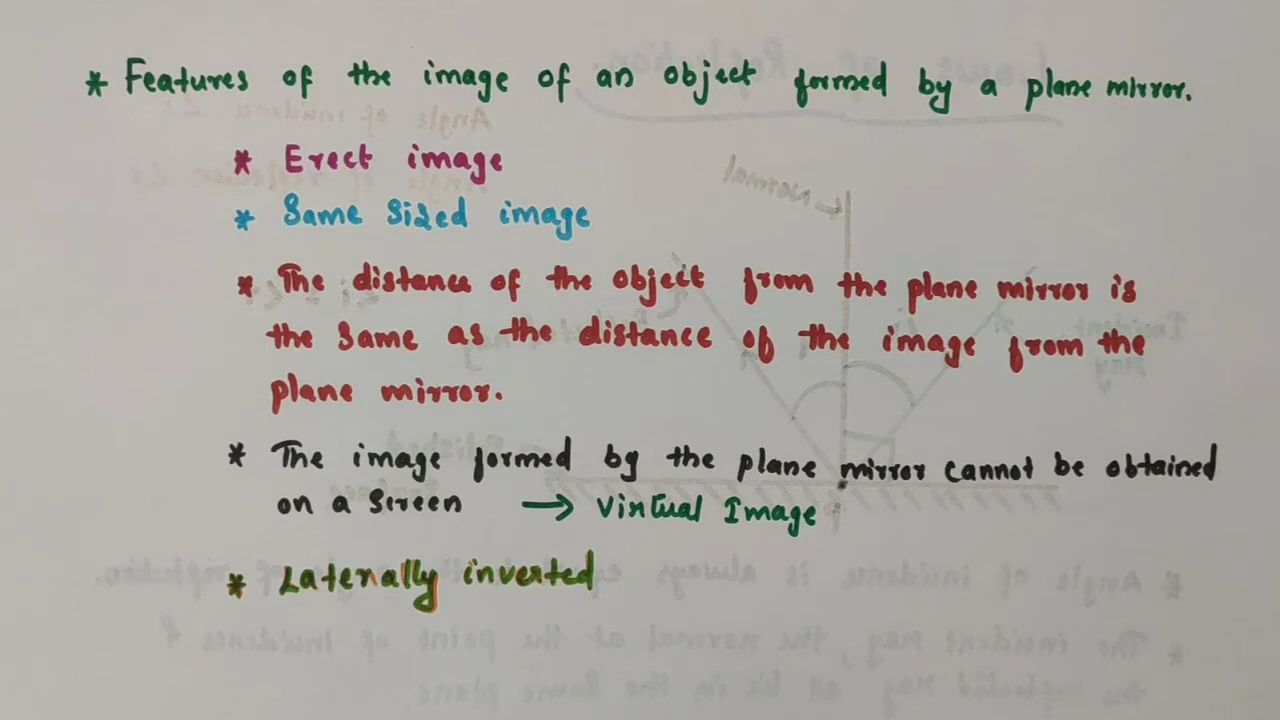 * Features of the image of an object formed by a plane mirror.
* Erect image
* Same sized image
* The distance of the object from the plane mirror is
the same as the distance of the image from the
plane mirror.
* The image formed by the plane mirror cannot be obtained
on a screen → Virtual Image
* Laterally inverted